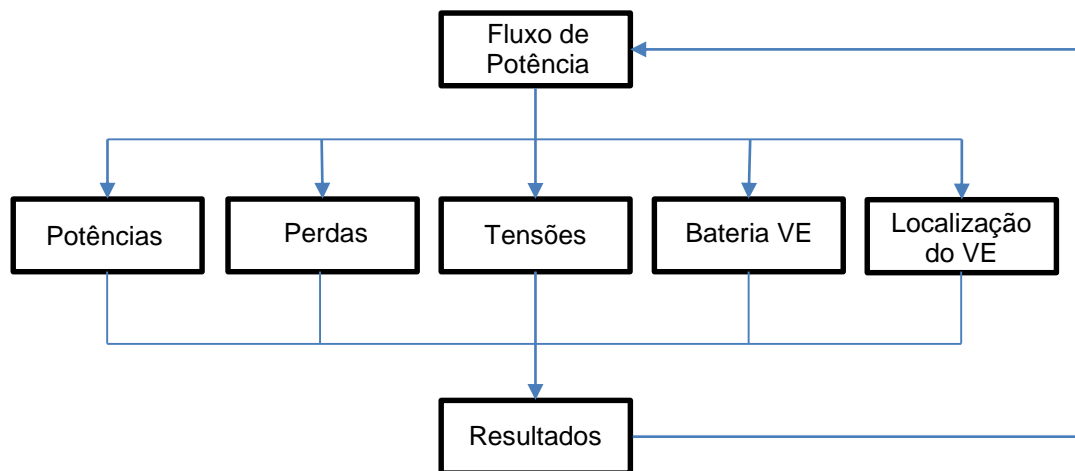 Fluxo de
Potência
Potências
Perdas
Tensões
Bateria VE
Localização
do VE
Resultados